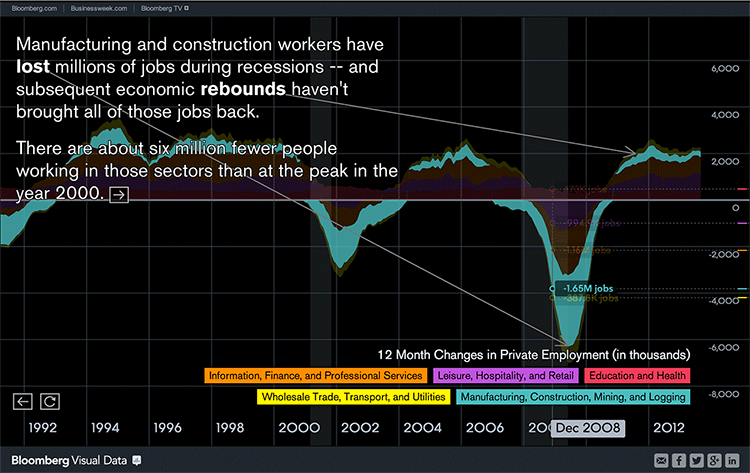 Bloomberg.com Businessweek.com Bloomberg TV
Manufacturing and construction workers have
lost millions of jobs during recessions -- and
subsequent economic rebounds haven't
brought all of those jobs back.
There are about six million fewer people
working in those sectors than at the peak in the
year 2000.
6,000
4,000
2,000
0
-2,000
-1.65M jobs
-4,000
-6,000
12 Month Changes in Private Employment (in thousands)
Information, Finance, and Professional Services Leisure, Hospitality, and Retail Education and Health
Wholesale Trade, Transport, and Utilities Manufacturing, Construction, Mining, and Logging
-8,000
1992 1994 1996 1998 2000 2002 2004 2006 Dec 2008 2012
Bloomberg Visual Data